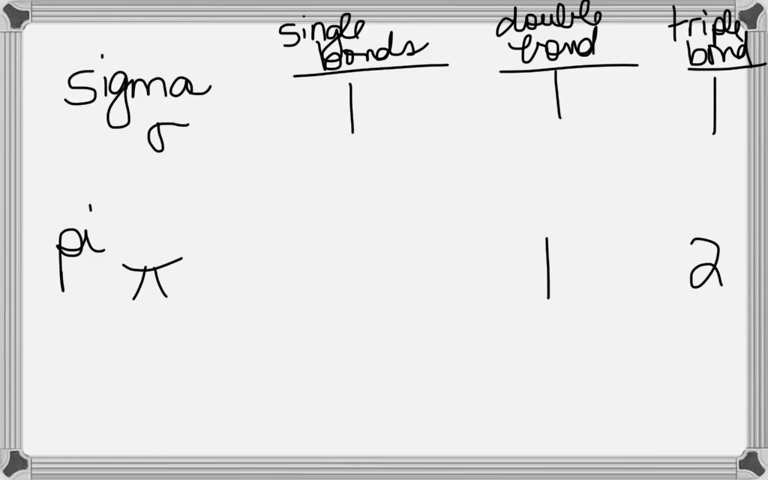 single double triple
bonds bond bond
sigma 1 1 1
σ
pi 1 2
π